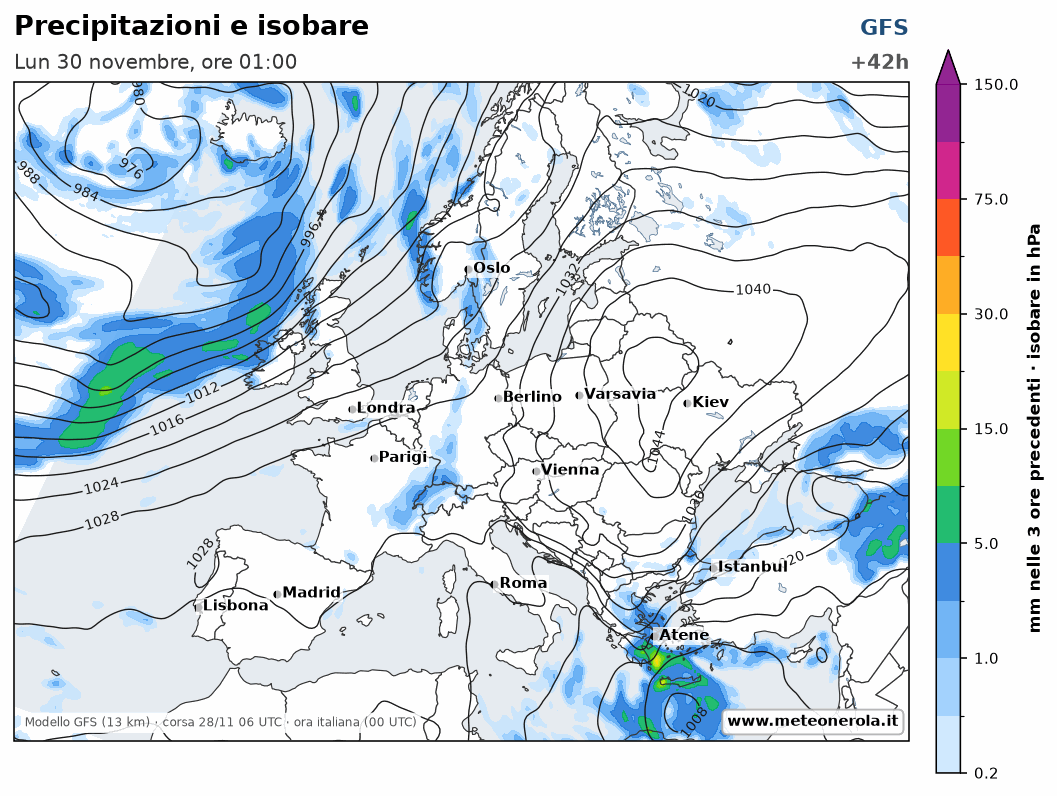 Precipitazioni e isobare
GFS
Lun 30 novembre, ore 01:00
+42h
150.0
75.0
30.0
15.0
5.0
1.0
0.2
mm nelle 3 ore precedenti · isobare in hPa
980
1020
976
988
984
996
Oslo
1032
1040
1012
Londra
Berlino
Varsavia
Kiev
1016
Parigi
1044
Vienna
1024
1036
1028
1028
Istanbul
1020
Roma
Madrid
Lisbona
Atene
1008
Modello GFS (13 km) · corsa 28/11 06 UTC · ora italiana (00 UTC)
www.meteonerola.it